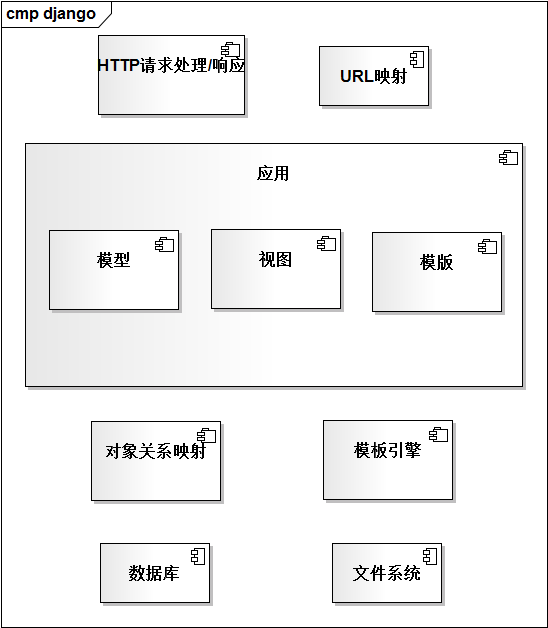 cmp django
HTTP请求处理/响应
URL映射
应用
模型
视图
模版
对象关系映射
模板引擎
数据库
文件系统